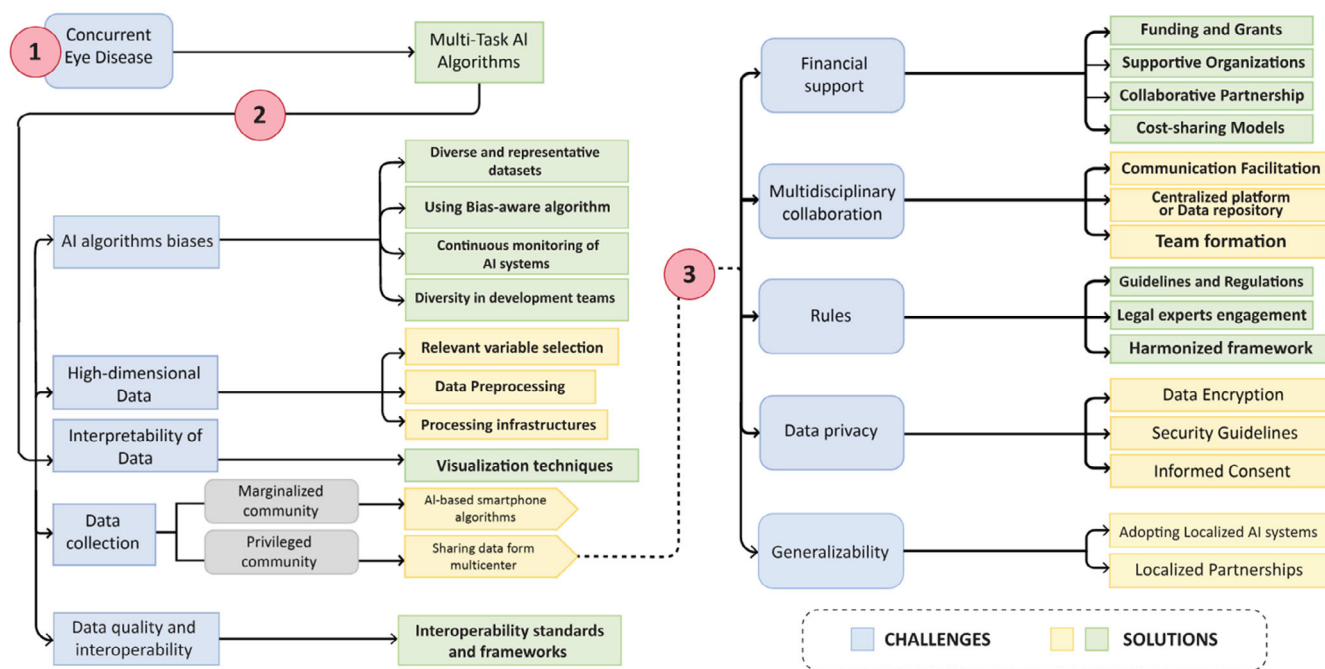 1
Concurrent
Eye Disease
Multi-Task AI
Algorithms
2
AI algorithms biases
Diverse and representative
datasets
Using Bias-aware algorithm
Continuous monitoring of
AI systems
Diversity in development teams
High-dimensional
Data
Relevant variable selection
Data Preprocessing
Processing infrastructures
Interpretability of
Data
Visualization techniques
Data
collection
Marginalized
community
AI-based smartphone
algorithms
Privileged
community
Sharing data form
multicenter
Data quality and
interoperability
Interoperability standards
and frameworks
3
Financial
support
Funding and Grants
Supportive Organizations
Collaborative Partnership
Cost-sharing Models
Multidisciplinary
collaboration
Communication Facilitation
Centralized platform
or Data repository
Team formation
Rules
Guidelines and Regulations
Legal experts engagement
Harmonized framework
Data privacy
Data Encryption
Security Guidelines
Informed Consent
Generalizability
Adopting Localized AI systems
Localized Partnerships
CHALLENGES
SOLUTIONS